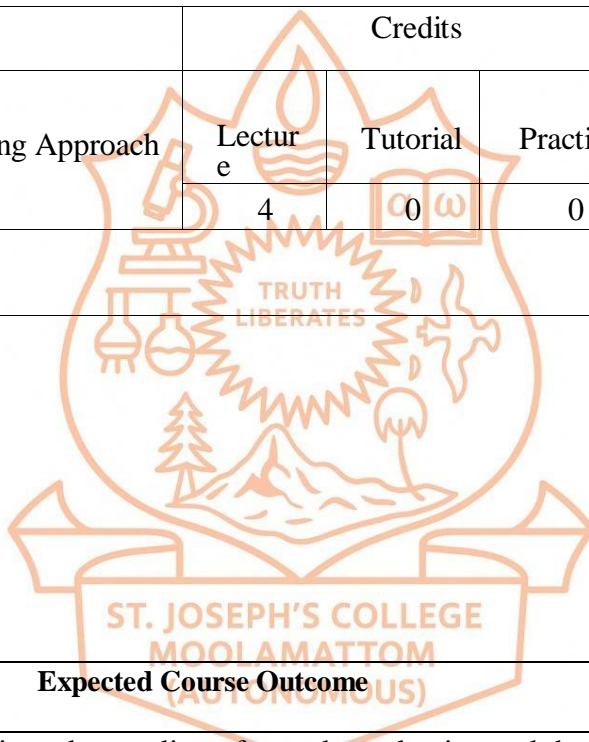 Credits
ng Approach
Lectur
e
Tutorial
Practi
4
0
0
αω
TRUTH
LIBERATES
ST. JOSEPH'S COLLEGE
MOOLAMATTOM
(AUTONOMOUS)
Expected Course Outcome